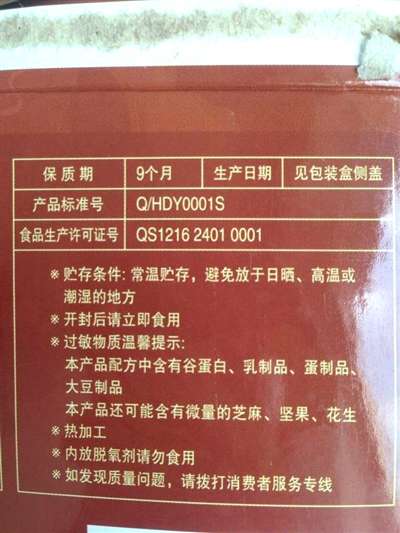 保质期 9个月 生产日期 见包装盒侧盖
产品标准号 Q/HDY0001S
食品生产许可证号 QS1216 2401 0001
※ 贮存条件: 常温贮存，避免放于日晒、高温或
潮湿的地方
※ 开封后请立即食用
※ 过敏物质温馨提示:
本产品配方中含有谷蛋白、乳制品、蛋制品、
大豆制品
本产品还可能含有微量的芝麻、坚果、花生
※ 热加工
※ 内放脱氧剂请勿食用
※ 如发现质量问题，请拨打消费者服务专线